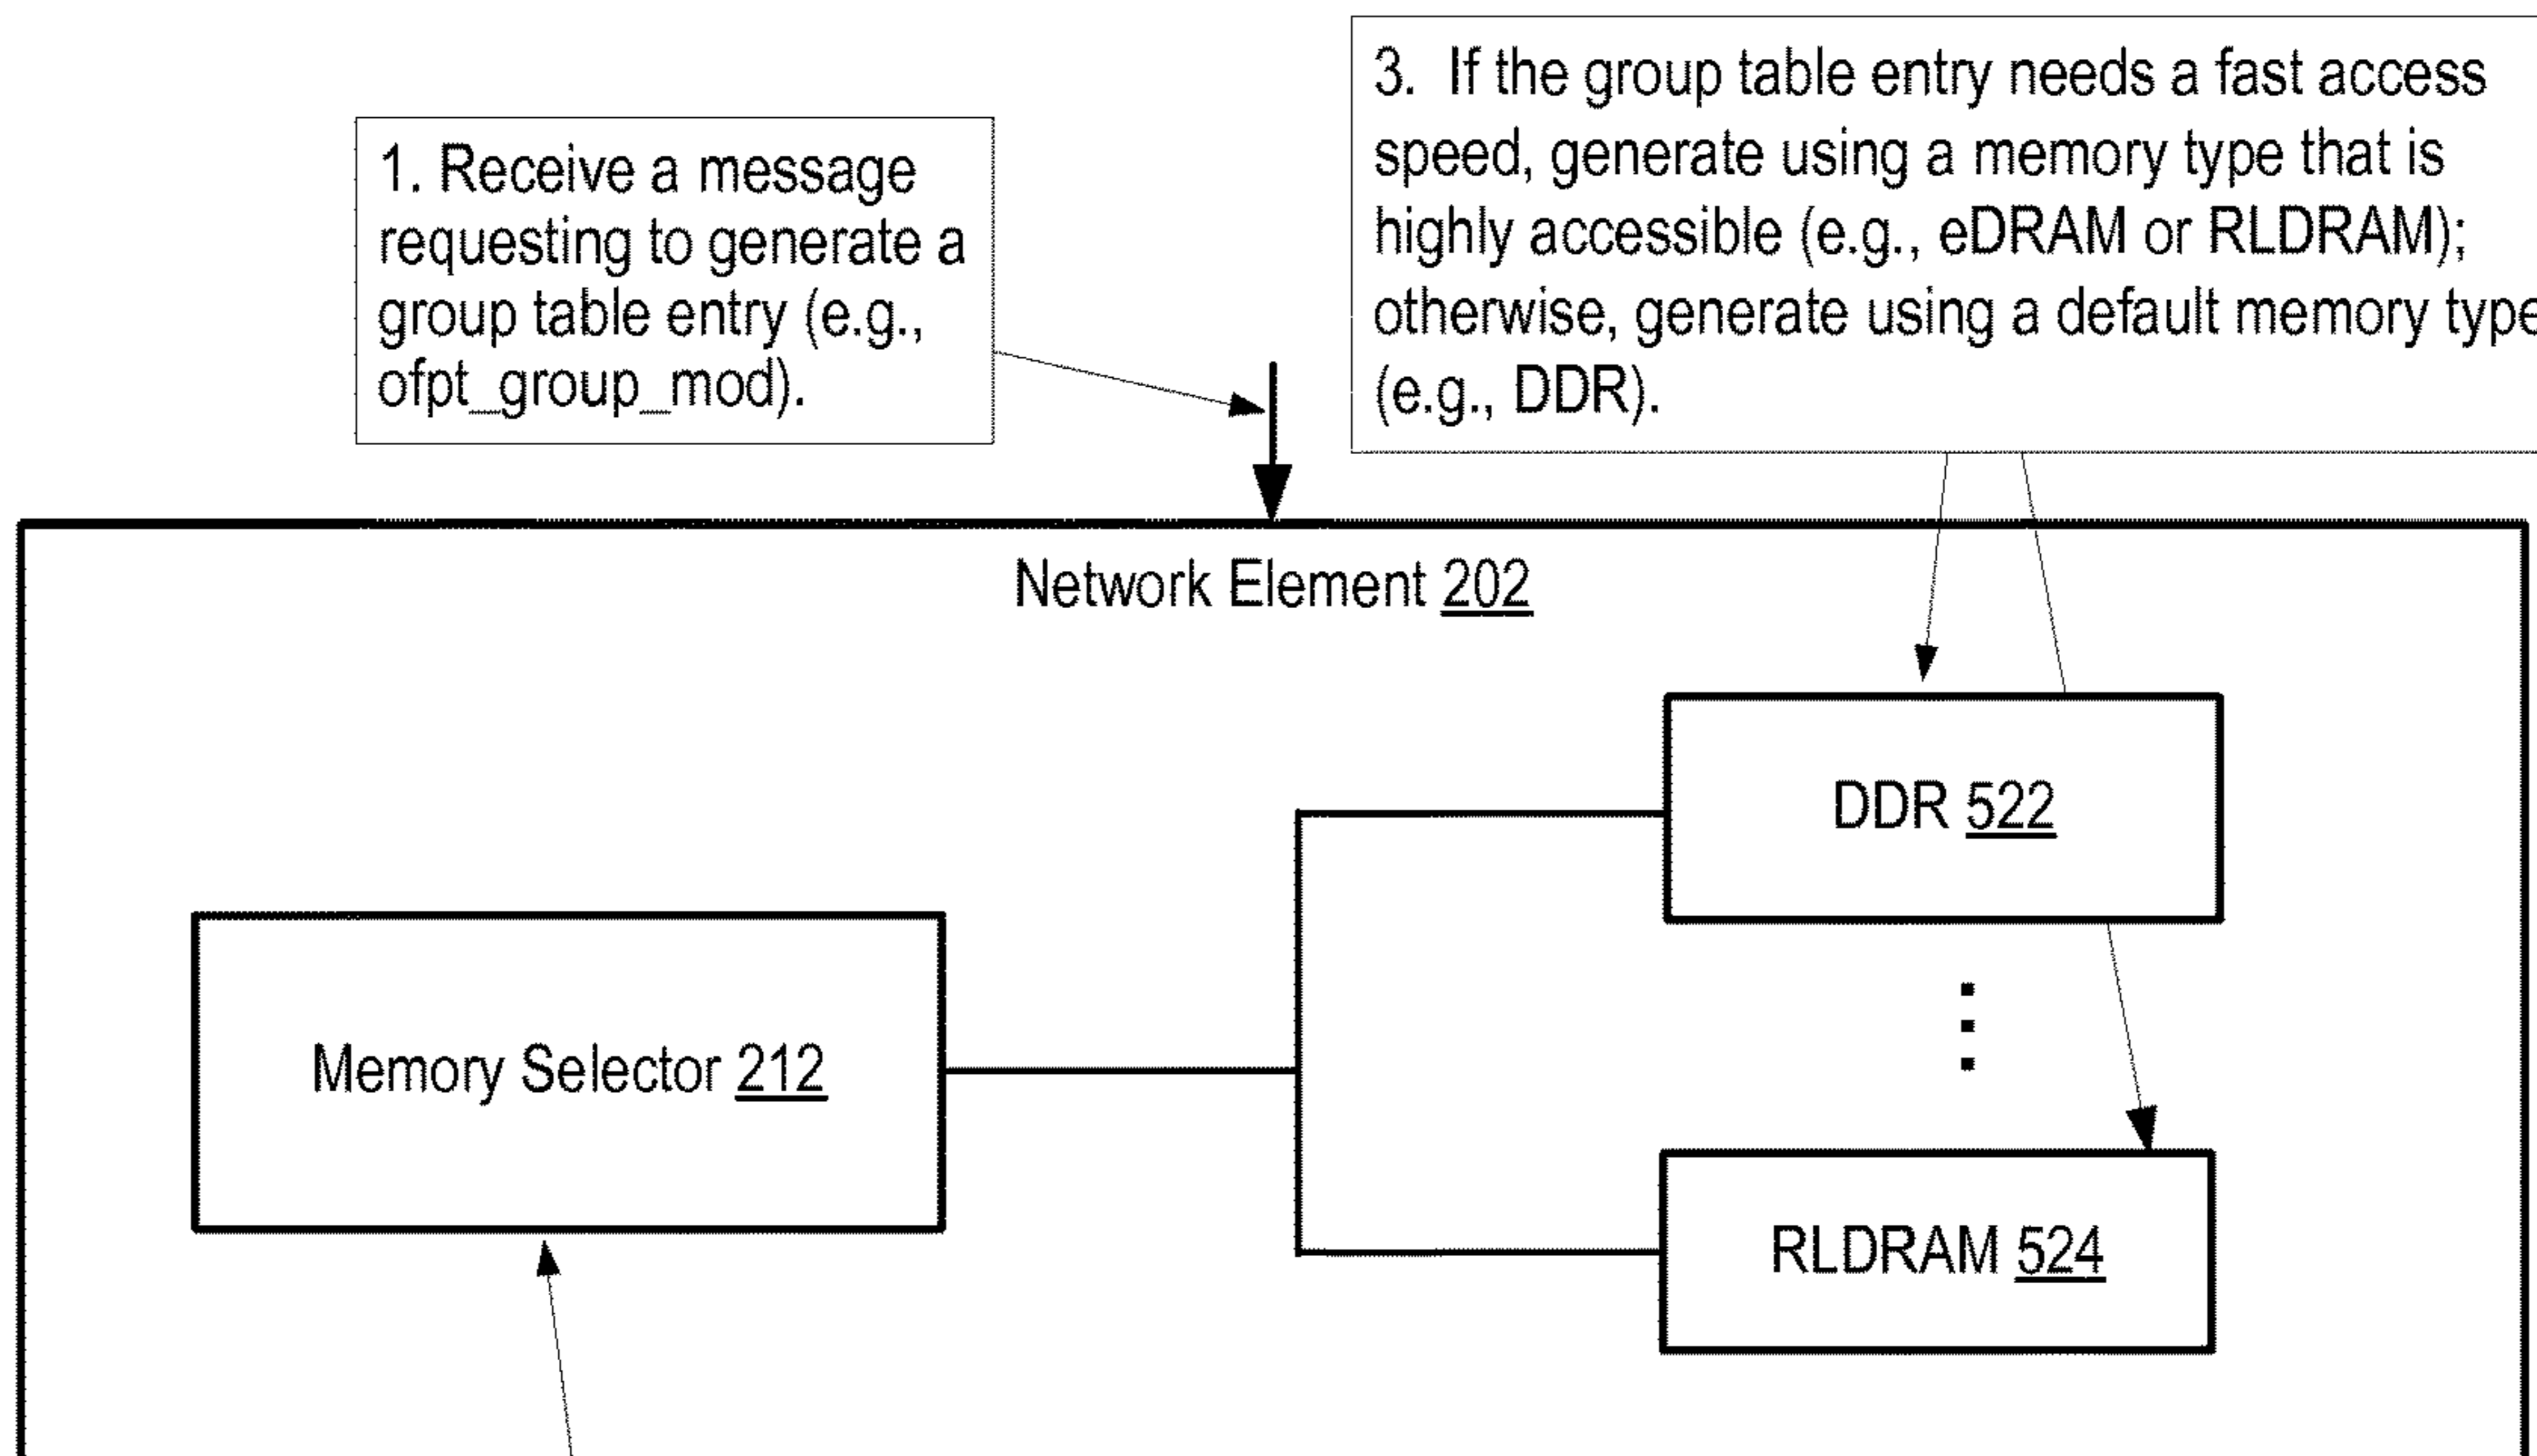 1. Receive a message
requesting to generate a
group table entry (e.g.,
ofpt_group_mod).
3. If the group table entry needs a fast access
speed, generate using a memory type that is
highly accessible (e.g., eDRAM or RLDRAM);
otherwise, generate using a default memory type
(e.g., DDR).
Network Element 202
DDR 522
Memory Selector 212
RLDRAM 524